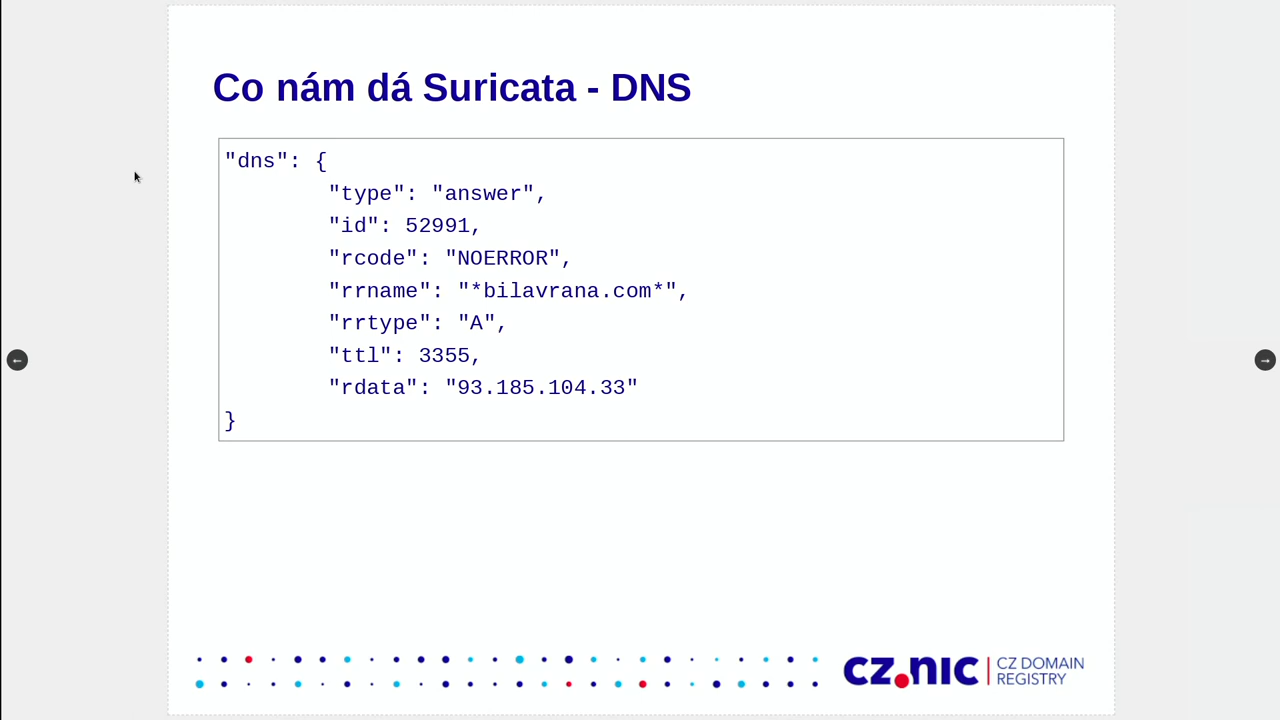 Co nám dá Suricata - DNS
"dns": {
"type": "answer",
"id": 52991,
"rcode": "NOERROR",
"rrname": "*bilavrana.com*",
"rrtype": "A",
"ttl": 3355,
"rdata": "93.185.104.33"
}
←
→
cz.nic
CZ DOMAIN
REGISTRY